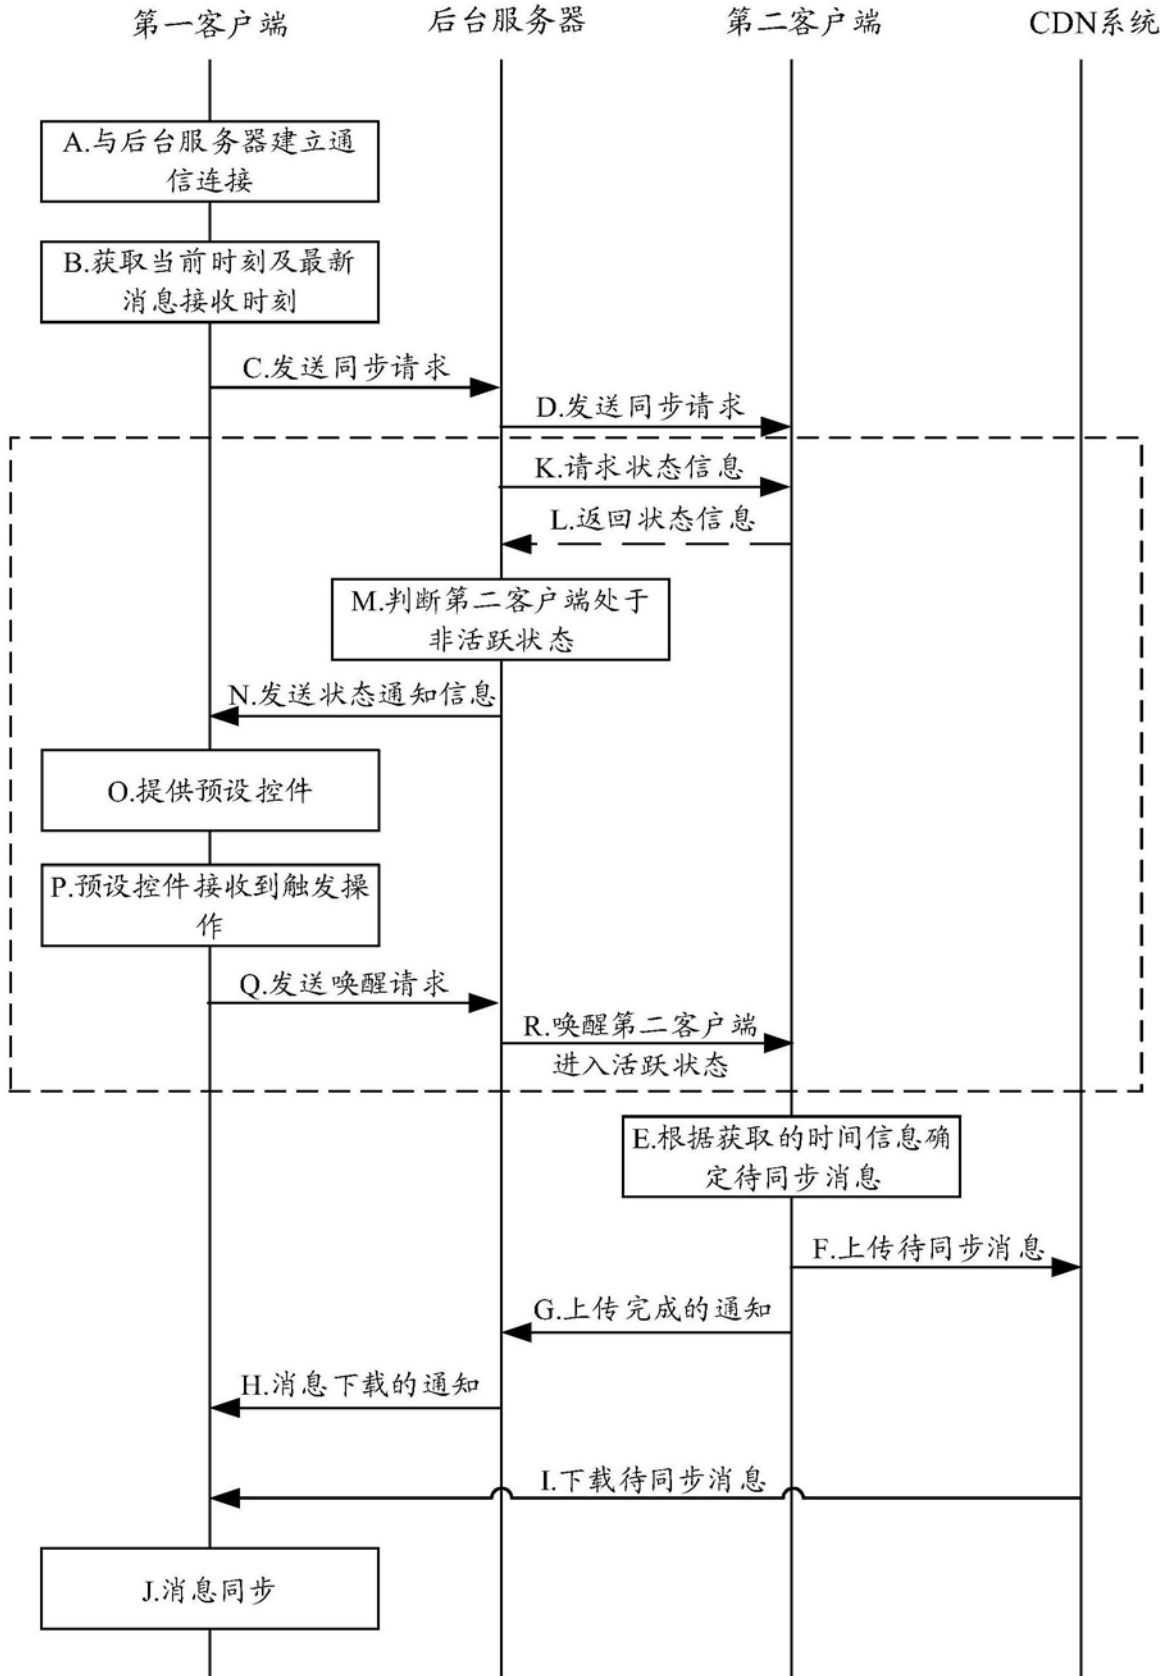 第一客户端
后台服务器
第二客户端
CDN系统
A.与后台服务器建立通
信连接
B.获取当前时刻及最新
消息接收时刻
C.发送同步请求
D.发送同步请求
K.请求状态信息
L.返回状态信息
M.判断第二客户端处于
非活跃状态
N.发送状态通知信息
O.提供预设控件
P.预设控件接收到触发操
作
Q.发送唤醒请求
R.唤醒第二客户端
进入活跃状态
E.根据获取的时间信息确
定待同步消息
F.上传待同步消息
G.上传完成的通知
H.消息下载的通知
I.下载待同步消息
J.消息同步